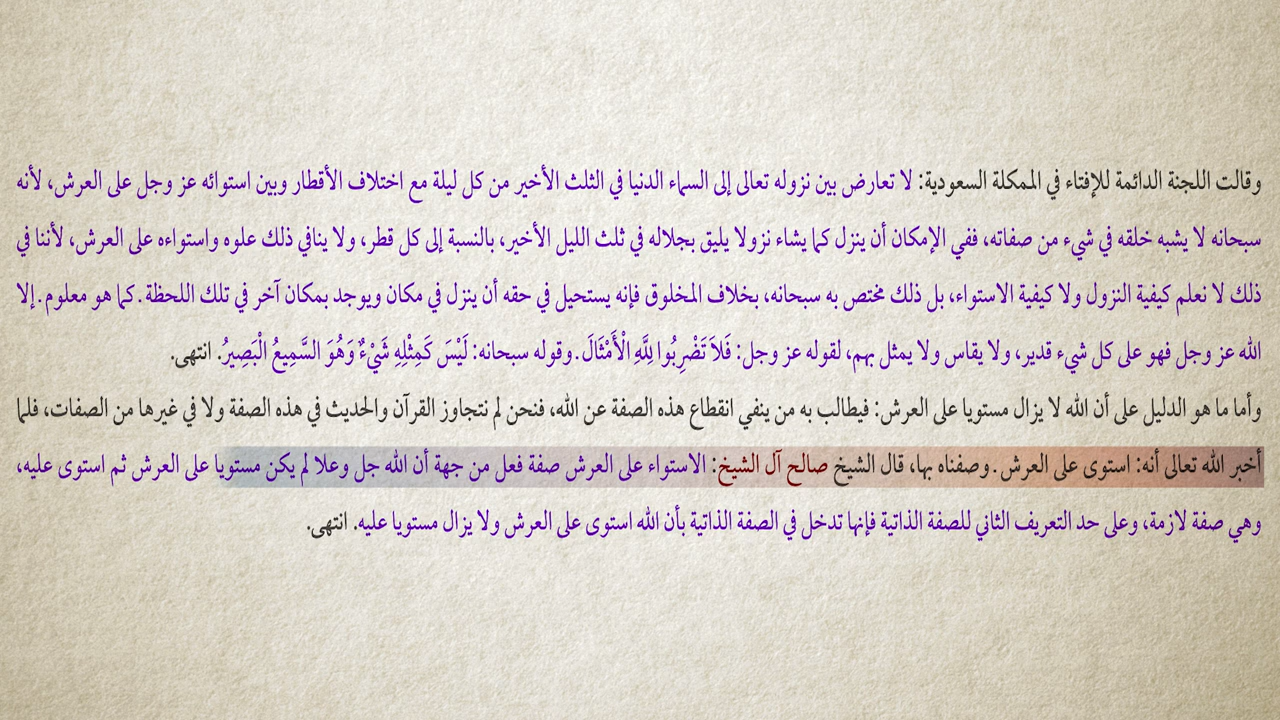 وقالت اللجنة الدائمة للإفتاء في الممكلة السعودية: لا تعارض بين نزوله تعالى إلى السماء الدنيا في الثلث الأخير من كل ليلة مع اختلاف الأقطار وبين استوائه عز وجل على العرش، لأنه
سبحانه لا يشبه خلقه في شيء من صفاته، ففي الإمكان أن ينزل كما يشاء نزولا يليق بجلاله في ثلث الليل الأخير، بالنسبة إلى كل قطر، ولا ينافي ذلك علوه واستواءه على العرش، لأننا في
ذلك لا نعلم كيفية النزول ولا كيفية الاستواء، بل ذلك مختص به سبحانه، بخلاف المخلوق فإنه يستحيل في حقه أن ينزل في مكان ويوجد بمكان آخر في تلك اللحظة. كما هو معلوم. إلا
الله عز وجل فهو على كل شيء قدير، ولا يقاس ولا يمثل بهم، لقوله عز وجل: فَلاَ تَضْرِبُوا لِلَّهِ الْأَمْثَالَ. وقوله سبحانه: لَيْسَ كَمِثْلِهِ شَيْءٌ وَهُوَ السَّمِيعُ الْبَصِيرُ. انتهى.
وأما ما هو الدليل على أن الله لا يزال مستويا على العرش: فيطالب به من ينفي انقطاع هذه الصفة عن الله، فنحن لم نتجاوز القرآن والحديث في هذه الصفة ولا في غيرها من الصفات، فلما
أخبر الله تعالى أنه: استوى على العرش. وصفناه بها، قال الشيخ صالح آل الشيخ: الاستواء على العرش صفة فعل من جهة أن الله جل وعلا لم يكن مستويا على العرش ثم استوى عليه،
وهي صفة لازمة، وعلى حد التعريف الثاني للصفة الذاتية فإنها تدخل في الصفة الذاتية بأن الله استوى على العرش ولا يزال مستويا عليه. انتهى.